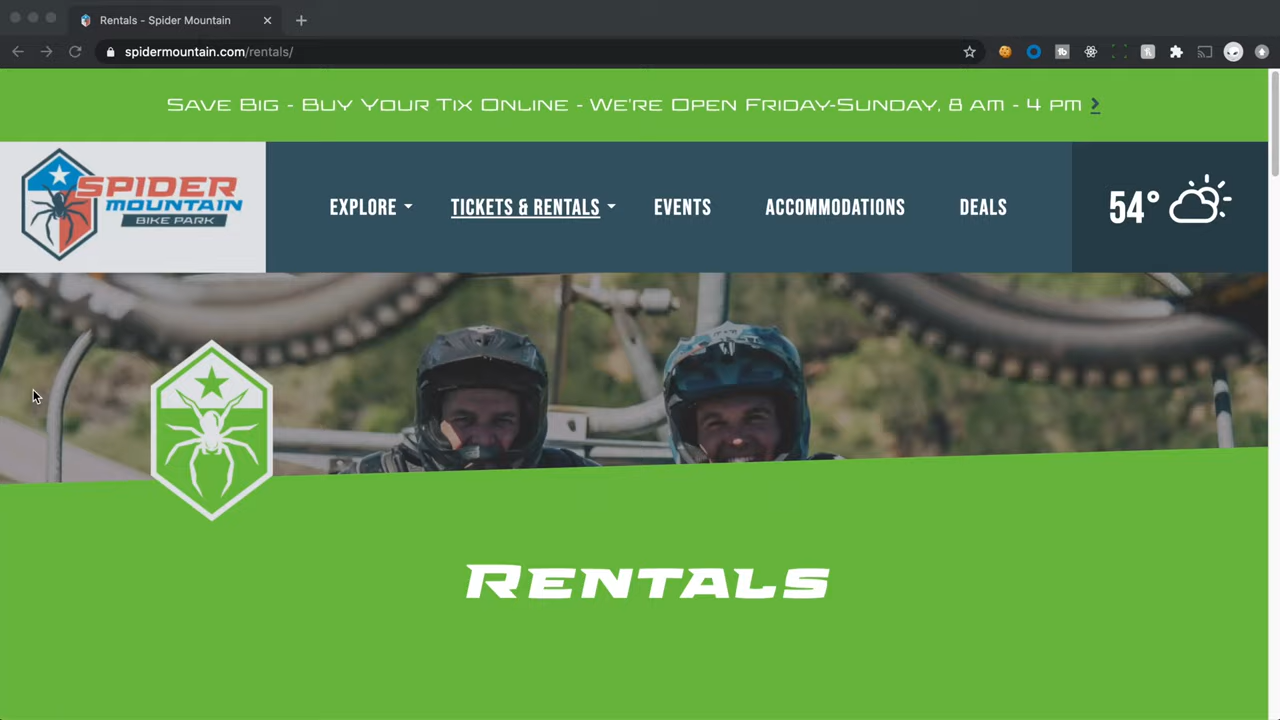 Rentals - Spider Mountain
spidermountain.com/rentals/
Save Big - Buy Your Tix Online - We're Open Friday-Sunday, 8 am - 4 pm >
SPIDER
MOUNTAIN
BIKE PARK
EXPLORE
TICKETS & RENTALS
EVENTS
ACCOMMODATIONS
DEALS
54°
Rentals